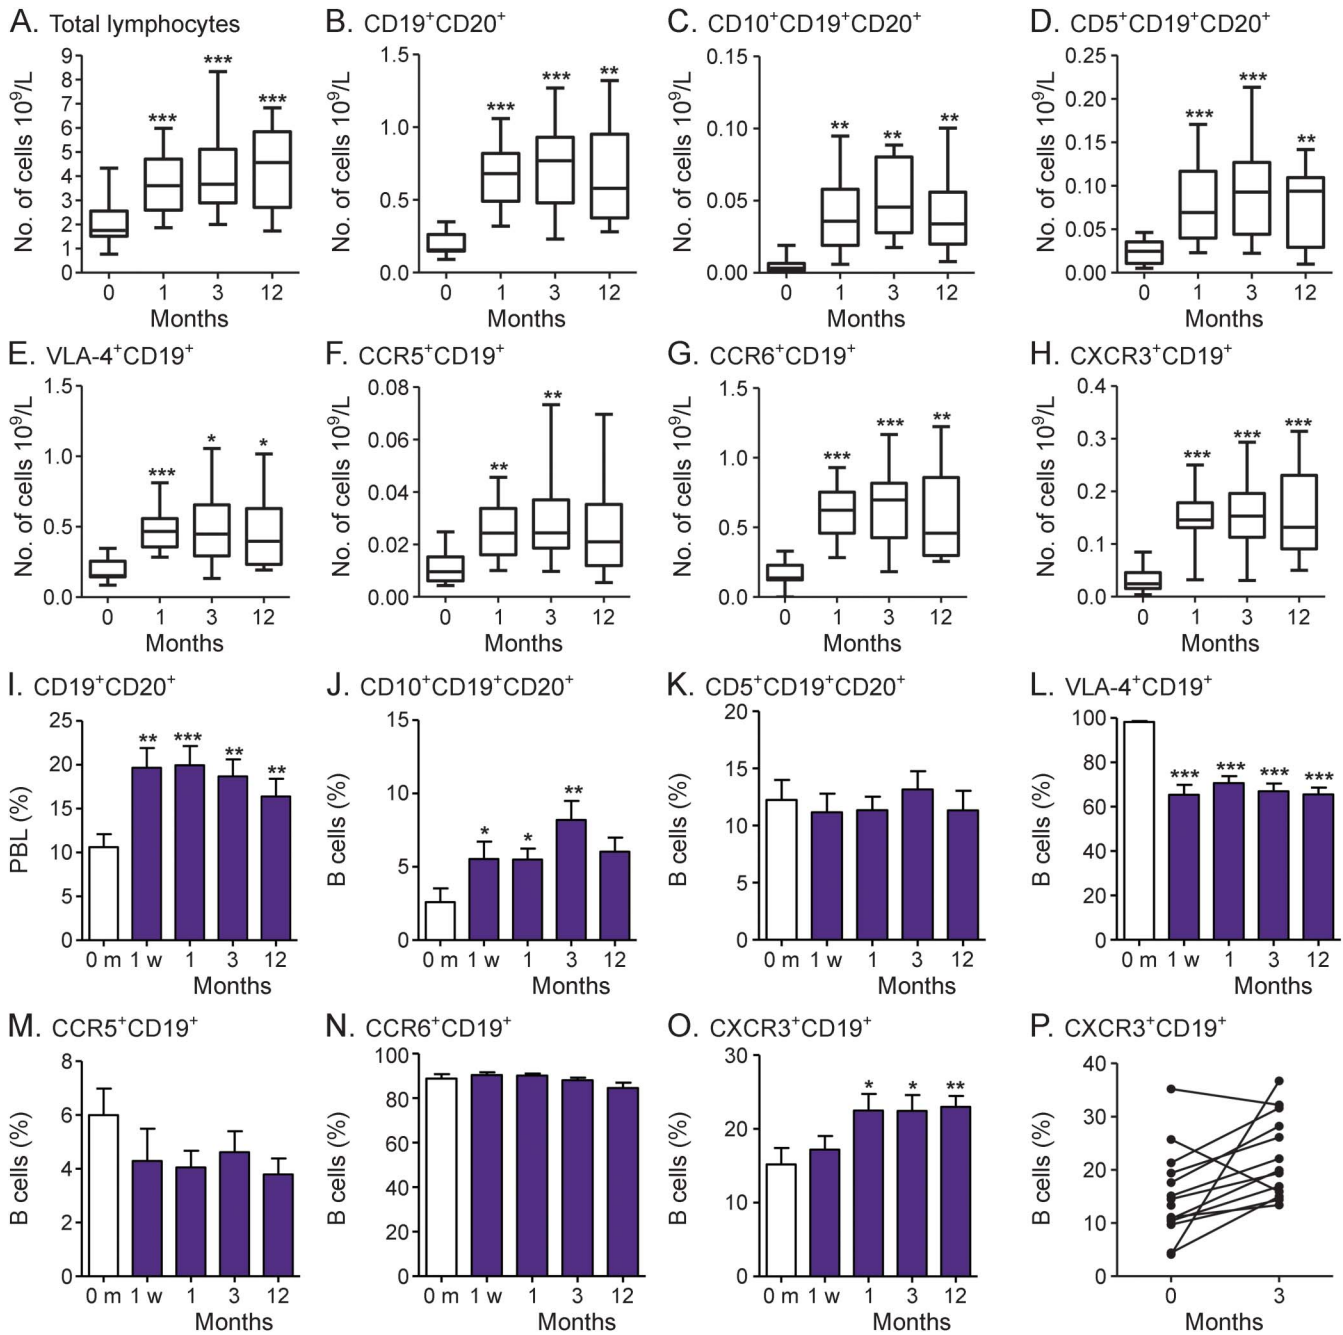 A. Total lymphocytes
No. of cells 10⁹/L
9
8
7
6
5
4
3
2
1
0
***
***
***
0 1 3 12
Months
B. CD19⁺CD20⁺
No. of cells 10⁹/L
1.5
1.0
0.5
0.0
***
***
**
0 1 3 12
Months
C. CD10⁺CD19⁺CD20⁺
No. of cells 10⁹/L
0.15
0.10
0.05
0.00
**
**
**
0 1 3 12
Months
D. CD5⁺CD19⁺CD20⁺
No. of cells 10⁹/L
0.25
0.20
0.15
0.10
0.05
0.00
***
***
**
0 1 3 12
Months
E. VLA-4⁺CD19⁺
No. of cells 10⁹/L
1.5
1.0
0.5
0.0
***
*
*
0 1 3 12
Months
F. CCR5⁺CD19⁺
No. of cells 10⁹/L
0.08
0.06
0.04
0.02
0.00
**
**
0 1 3 12
Months
G. CCR6⁺CD19⁺
No. of cells 10⁹/L
1.5
1.0
0.5
0.0
***
***
**
0 1 3 12
Months
H. CXCR3⁺CD19⁺
No. of cells 10⁹/L
0.4
0.3
0.2
0.1
0.0
***
***
***
0 1 3 12
Months
I. CD19⁺CD20⁺
PBL (%)
25
20
15
10
5
0
**
***
**
**
0 m 1 w 1 3 12
Months
J. CD10⁺CD19⁺CD20⁺
B cells (%)
15
10
5
0
*
*
**
0 m 1 w 1 3 12
Months
K. CD5⁺CD19⁺CD20⁺
B cells (%)
20
15
10
5
0
0 m 1 w 1 3 12
Months
L. VLA-4⁺CD19⁺
B cells (%)
100
80
60
40
20
0
***
***
***
***
0 m 1 w 1 3 12
Months
M. CCR5⁺CD19⁺
B cells (%)
8
6
4
2
0
0 m 1 w 1 3 12
Months
N. CCR6⁺CD19⁺
B cells (%)
100
80
60
40
20
0
0 m 1 w 1 3 12
Months
O. CXCR3⁺CD19⁺
B cells (%)
30
20
10
0
*
*
**
0 m 1 w 1 3 12
Months
P. CXCR3⁺CD19⁺
B cells (%)
40
30
20
10
0
0 3
Months